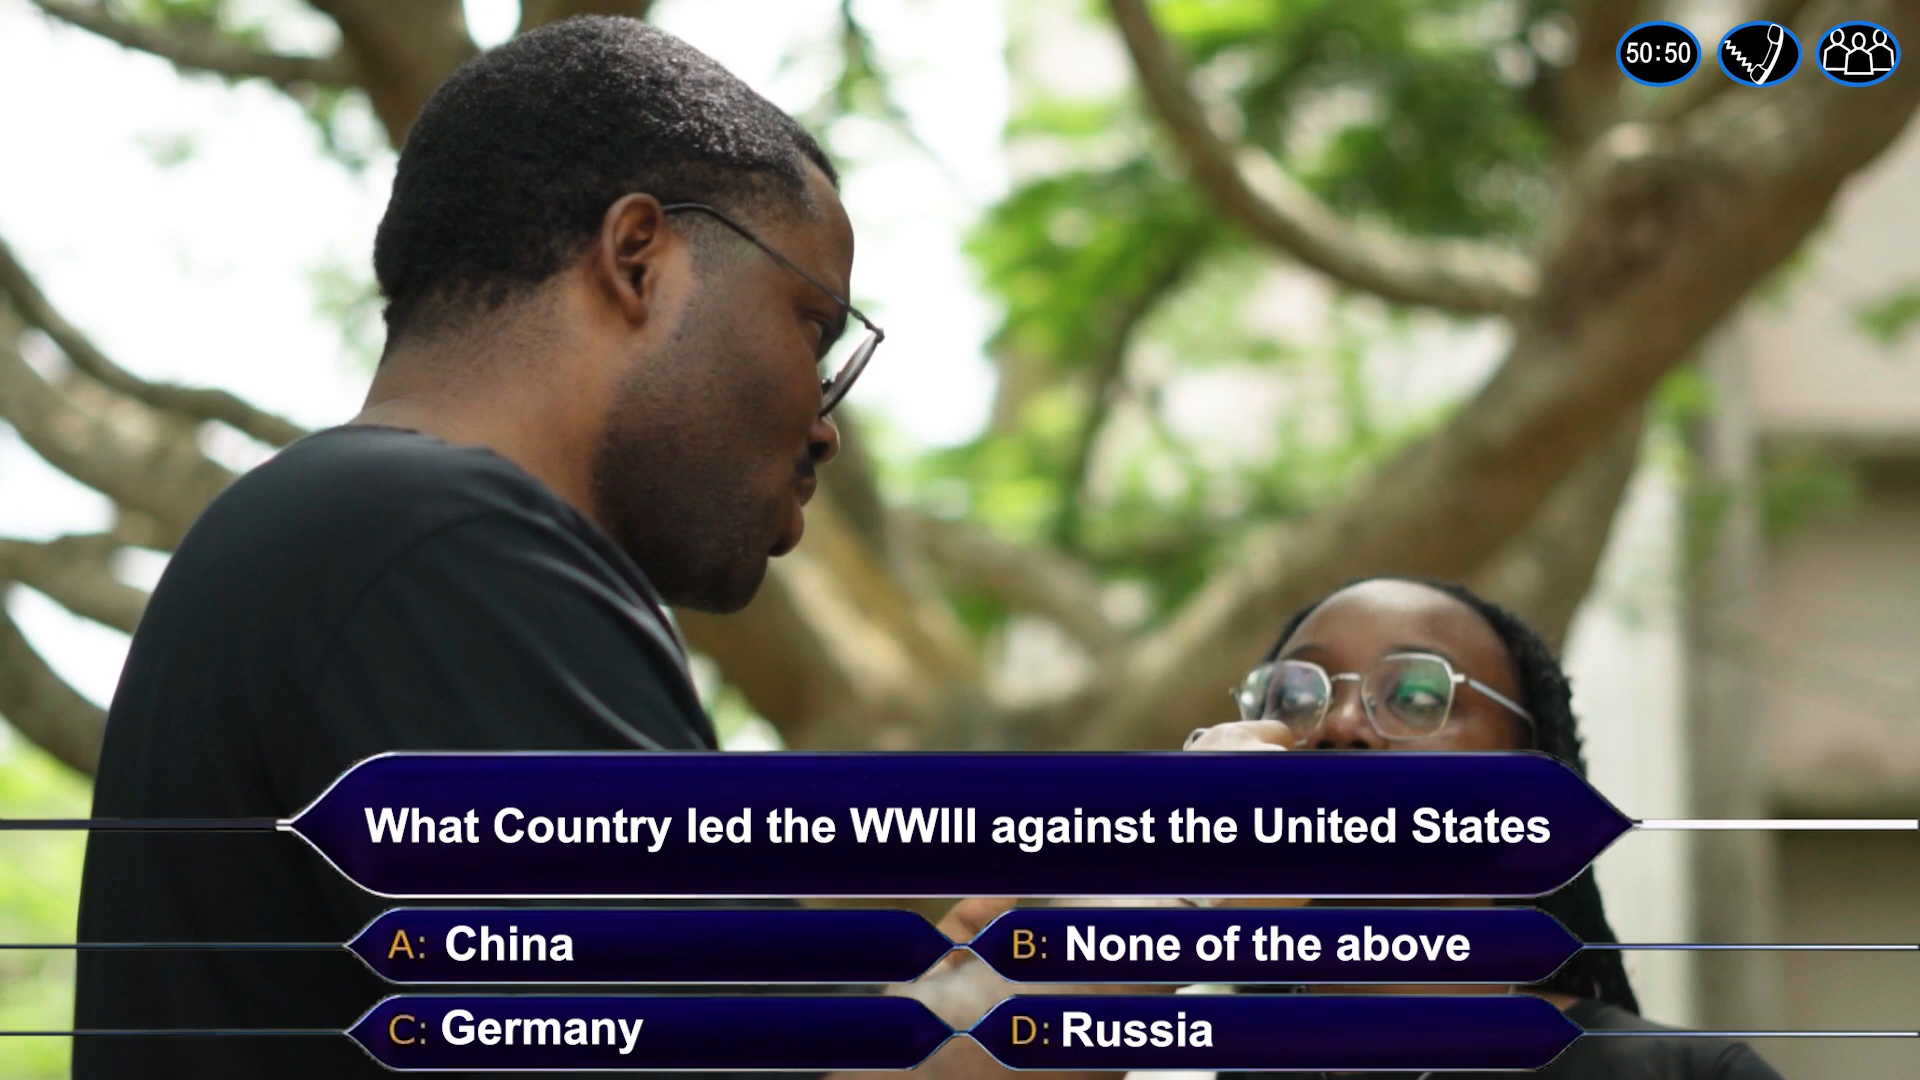 50:50
What Country led the WWIII against the United States
A: China
B: None of the above
C: Germany
D: Russia